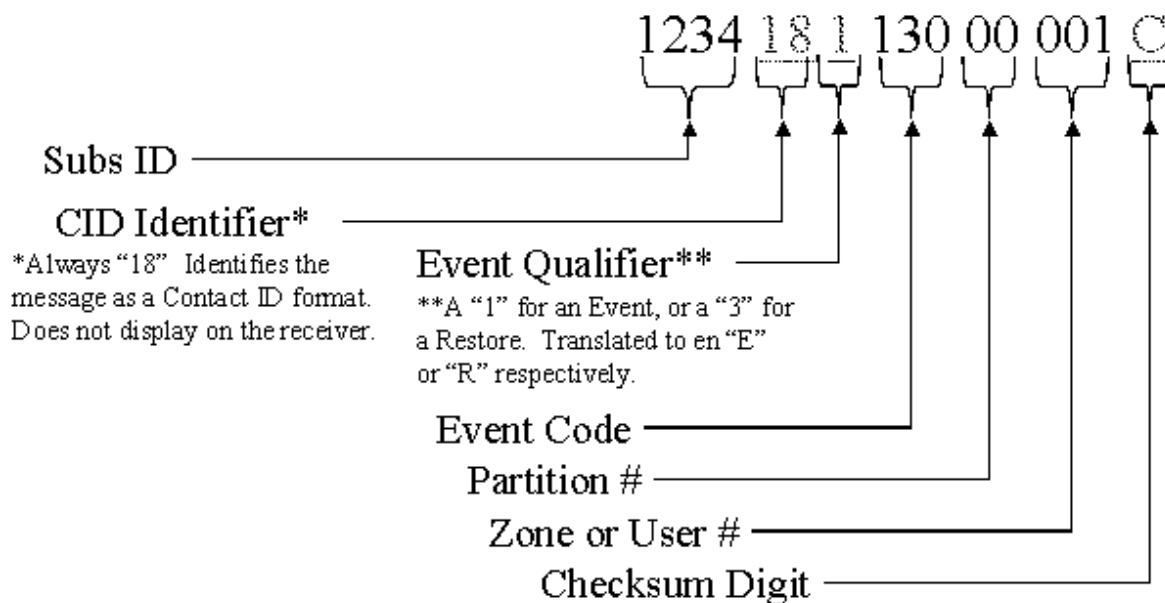 1234 18 1 130 00 001 C
Subs ID
CID Identifier*
*Always “18” Identifies the
message as a Contact ID format.
Does not display on the receiver.
Event Qualifier**
**A “1” for an Event, or a “3” for
a Restore. Translated to en “E”
or “R” respectively.
Event Code
Partition #
Zone or User #
Checksum Digit